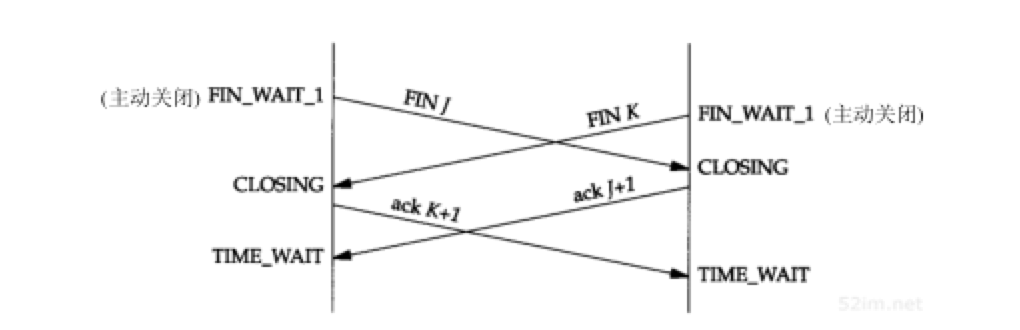 (主动关闭) FIN_WAIT_1
FIN J
FIN K
FIN_WAIT_1 (主动关闭)
CLOSING
CLOSING
ack K+1
ack J+1
TIME_WAIT
TIME_WAIT
52im.net